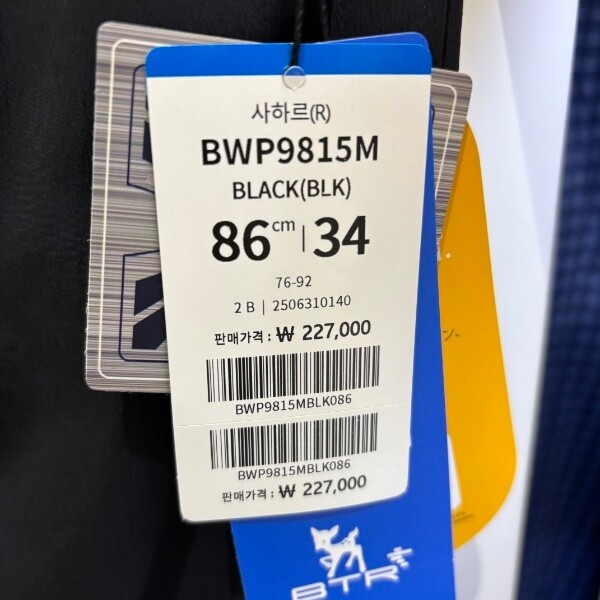 사하르(R)
BWP9815M
BLACK(BLK)
86cm | 34
76-92
2 B | 2506310140
판매가격 : ₩ 227,000
BWP9815MBLK086
BWP9815MBLK086
판매가격 : ₩ 227,000
BTR